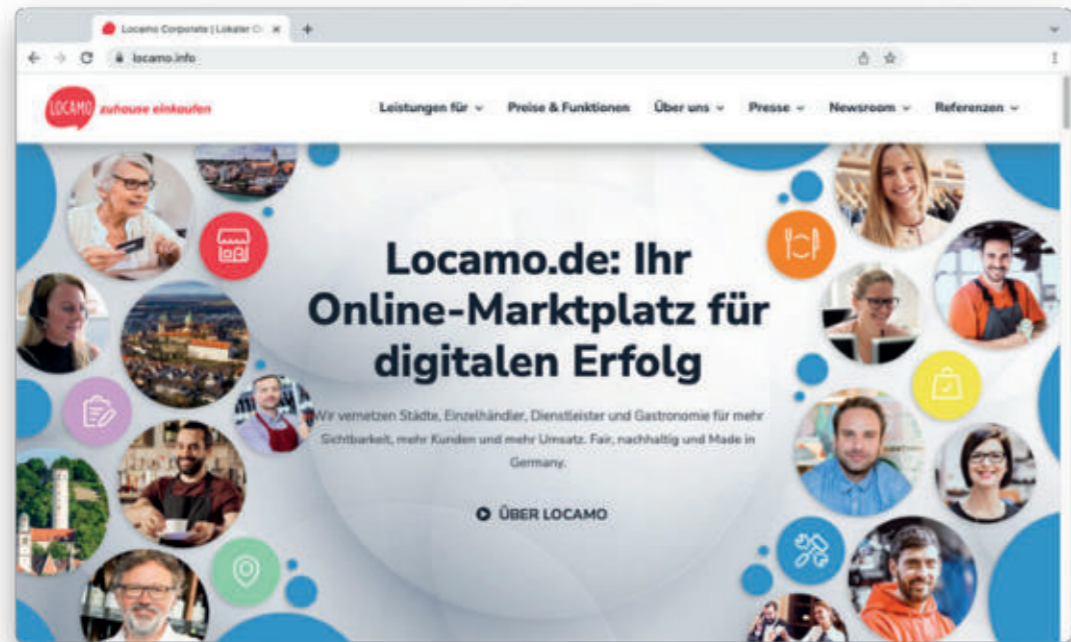 Locamo Corporate | Lokaler O
locamo.info
LOCAMO zuhause einkaufen
Leistungen für Preise & Funktionen Über uns Presse Newsroom Referenzen
Locamo.de: Ihr
Online-Marktplatz für
digitalen Erfolg
Wir vernetzen Städte, Einzelhändler, Dienstleister und Gastronomie für mehr
Sichtbarkeit, mehr Kunden und mehr Umsatz. Fair, nachhaltig und Made in
Germany.
ÜBER LOCAMO